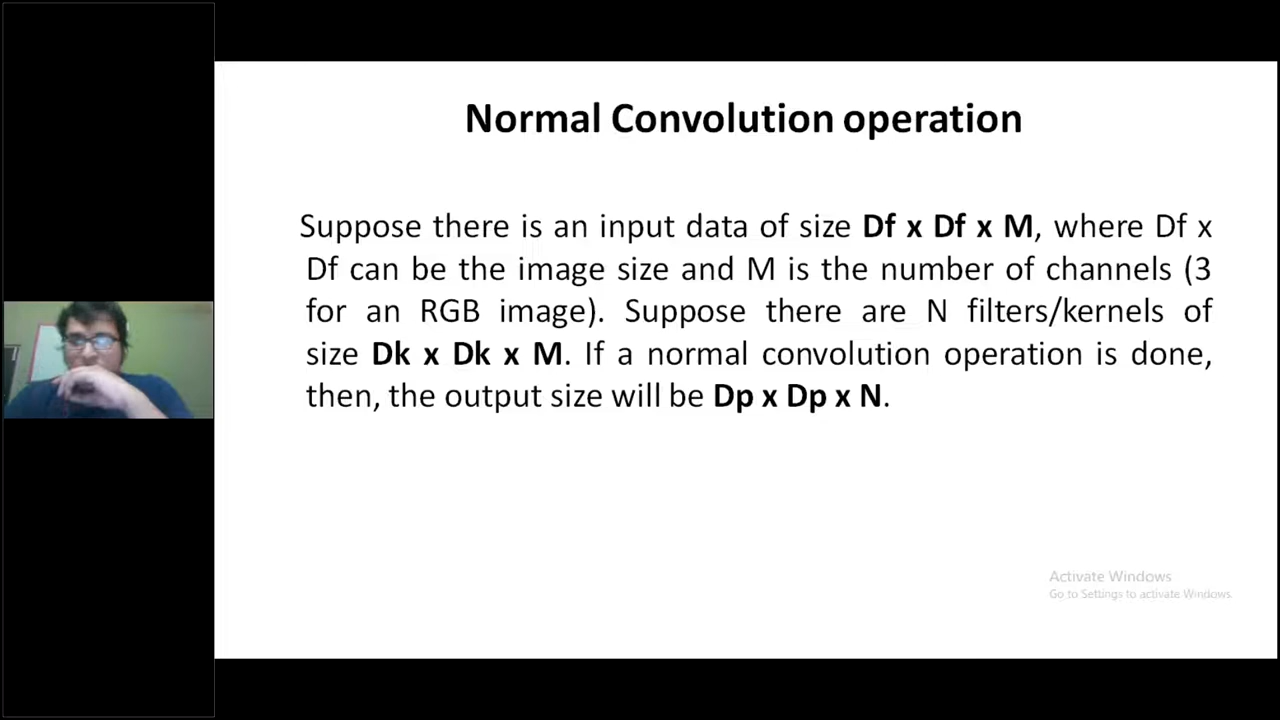 Normal Convolution operation
Suppose there is an input data of size Df x Df x M, where Df x
Df can be the image size and M is the number of channels (3
for an RGB image). Suppose there are N filters/kernels of
size Dk x Dk x M. If a normal convolution operation is done,
then, the output size will be Dp x Dp x N.
Activate Windows
Go to Settings to activate Windows.